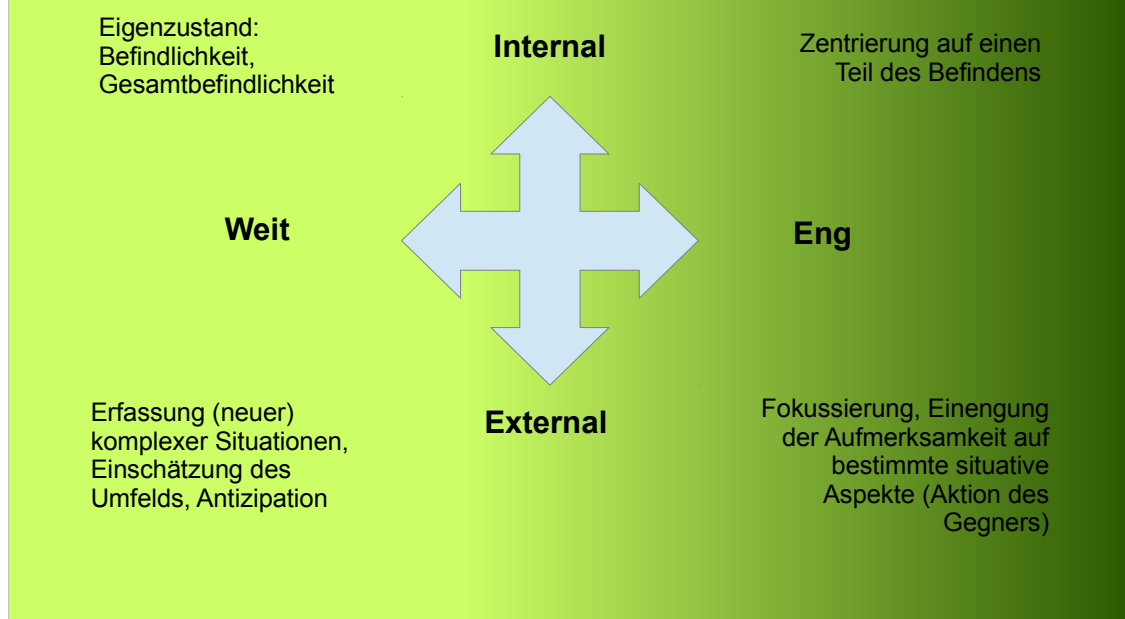 Eigenzustand:
Befindlichkeit,
Gesamtbefindlichkeit
Internal
Zentrierung auf einen
Teil des Befindens
Weit
Eng
Erfassung (neuer)
komplexer Situationen,
Einschätzung des
Umfelds, Antizipation
External
Fokussierung, Einengung
der Aufmerksamkeit auf
bestimmte situative
Aspekte (Aktion des
Gegners)